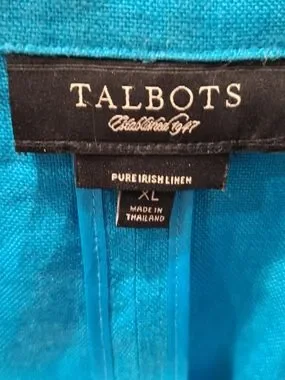 TALBOTS
Established 1947
PURE IRISH LINEN
XL
MADE IN
THAILAND